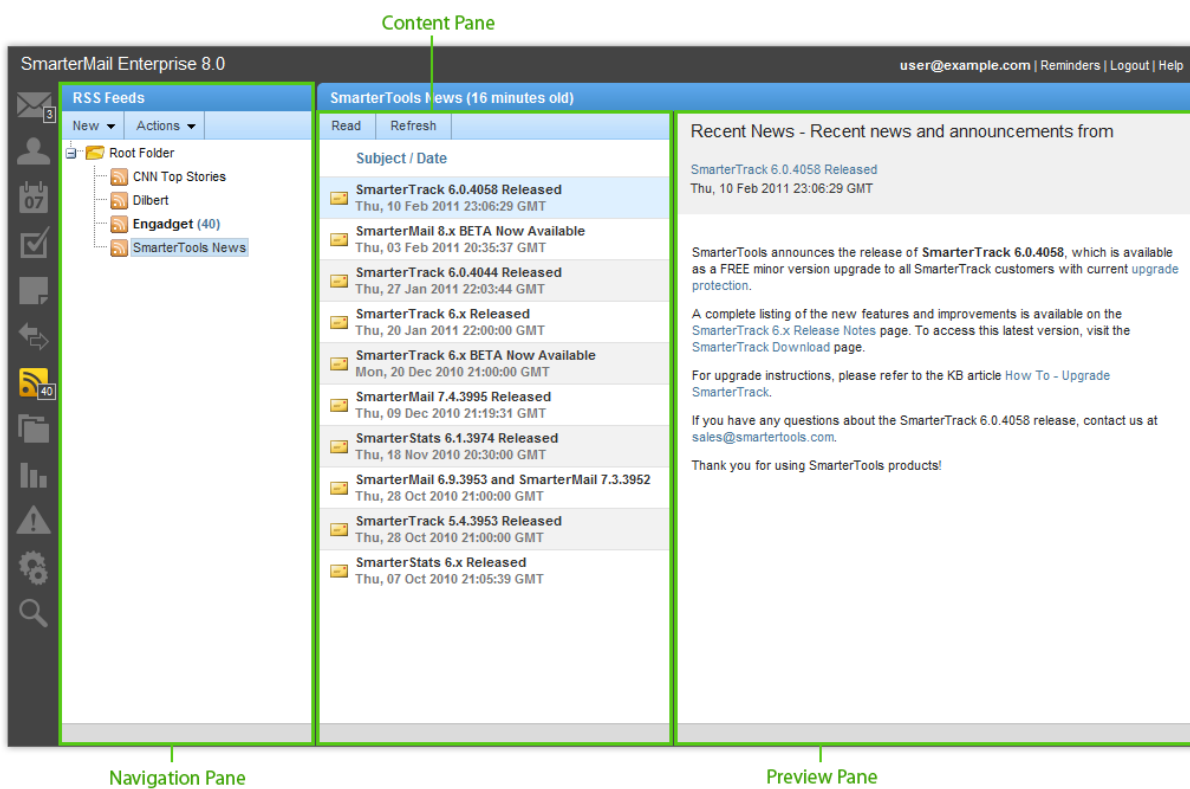 Content Pane
SmarterMail Enterprise 8.0
user@example.com | Reminders | Logout | Help
3
07
40
RSS Feeds
New
Actions
Root Folder
CNN Top Stories
Dilbert
Engadget (40)
SmarterTools News
SmarterTools News (16 minutes old)
Read
Refresh
Subject / Date
SmarterTrack 6.0.4058 Released
Thu, 10 Feb 2011 23:06:29 GMT
SmarterMail 8.x BETA Now Available
Thu, 03 Feb 2011 20:35:37 GMT
SmarterTrack 6.0.4044 Released
Thu, 27 Jan 2011 22:03:44 GMT
SmarterTrack 6.x Released
Thu, 20 Jan 2011 22:00:00 GMT
SmarterTrack 6.x BETA Now Available
Mon, 20 Dec 2010 21:00:00 GMT
SmarterMail 7.4.3995 Released
Thu, 09 Dec 2010 21:19:31 GMT
SmarterStats 6.1.3974 Released
Thu, 18 Nov 2010 20:30:00 GMT
SmarterMail 6.9.3953 and SmarterMail 7.3.3952
Thu, 28 Oct 2010 21:00:00 GMT
SmarterTrack 5.4.3953 Released
Thu, 28 Oct 2010 21:00:00 GMT
SmarterStats 6.x Released
Thu, 07 Oct 2010 21:05:39 GMT
Recent News - Recent news and announcements from
SmarterTrack 6.0.4058 Released
Thu, 10 Feb 2011 23:06:29 GMT
SmarterTools announces the release of SmarterTrack 6.0.4058, which is available
as a FREE minor version upgrade to all SmarterTrack customers with current upgrade
protection.
A complete listing of the new features and improvements is available on the
SmarterTrack 6.x Release Notes page. To access this latest version, visit the
SmarterTrack Download page.
For upgrade instructions, please refer to the KB article How To - Upgrade
SmarterTrack.
If you have any questions about the SmarterTrack 6.0.4058 release, contact us at
sales@smartertools.com.
Thank you for using SmarterTools products!
Navigation Pane
Preview Pane